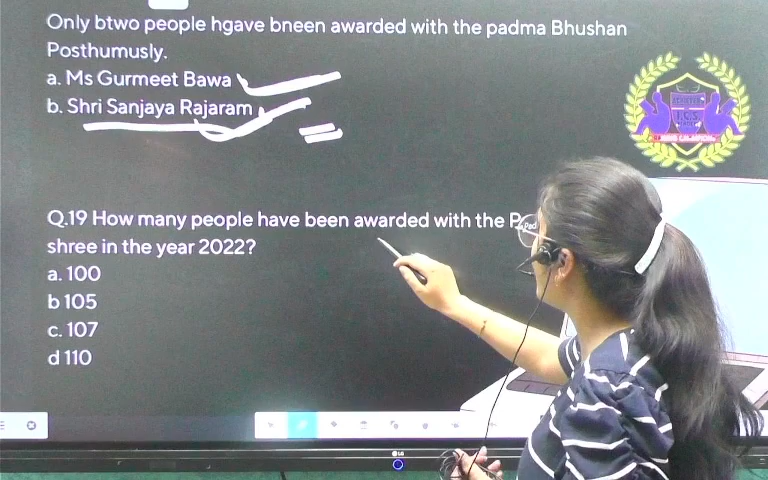 Only btwo people hgave bneen awarded with the padma Bhushan
Posthumusly.
a. Ms Gurmeet Bawa
b. Shri Sanjaya Rajaram
Q.19 How many people have been awarded with the
shree in the year 2022?
a. 100
b 105
c. 107
d 110
LG